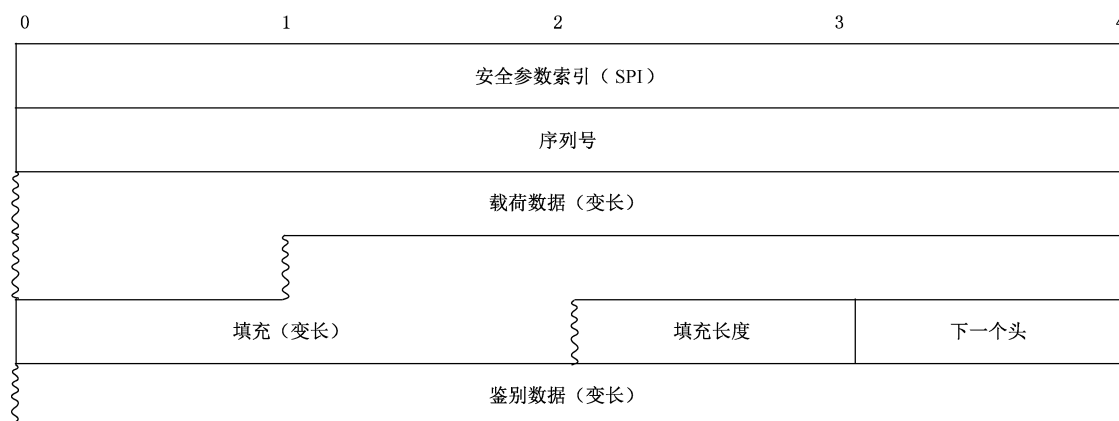 0 1 2 3 4
安全参数索引（ SPI）
序列号
载荷数据（变长）
填充（变长） 填充长度 下一个头
鉴别数据（变长）